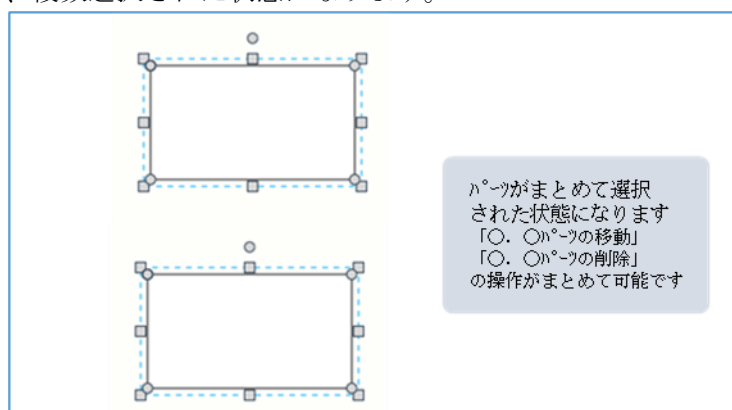 ﾊﾟｰﾂがまとめて選択
された状態になります
「○．○ﾊﾟｰﾂの移動」
「○．○ﾊﾟｰﾂの削除」
の操作がまとめて可能です